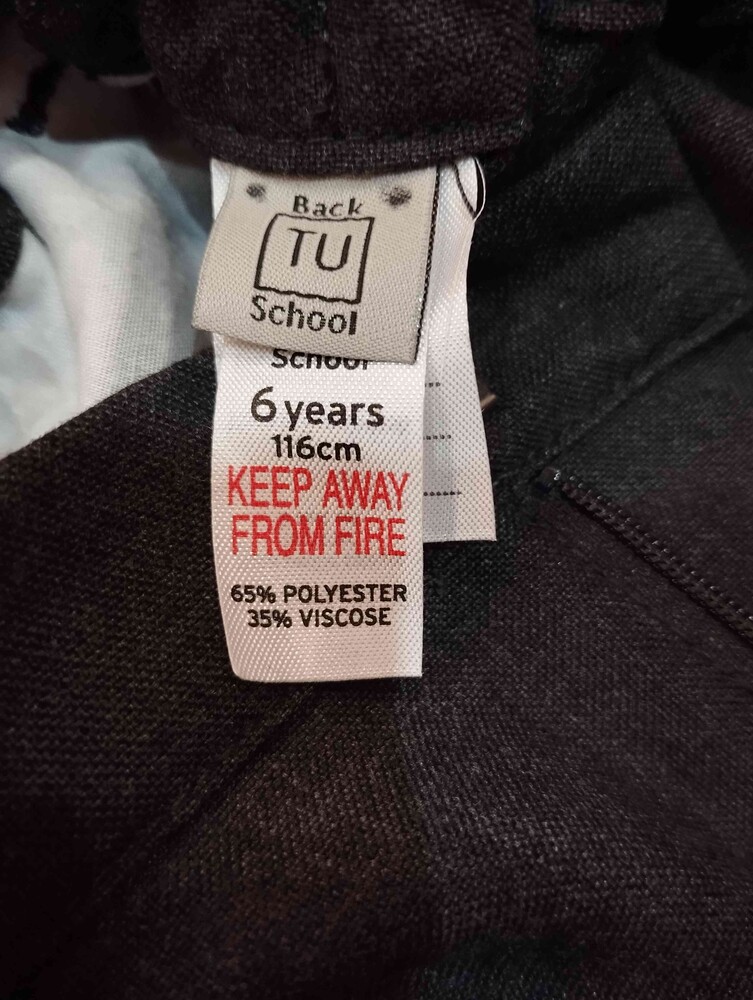 Back
TU
School
School
6 years
116cm
KEEP AWAY
FROM FIRE
65% POLYESTER
35% VISCOSE